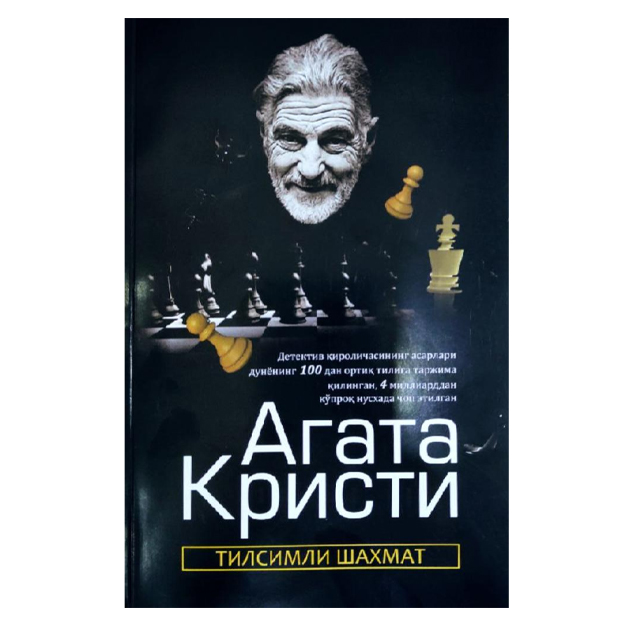 Детектив қироличасининг асарлари
дунёнинг 100 дан ортиқ тилига таржима
қилинган, 4 миллиарддан
кўпроқ нусхада чоп этилган
Агата
Кристи
ТИЛСИМЛИ ШАХМАТ